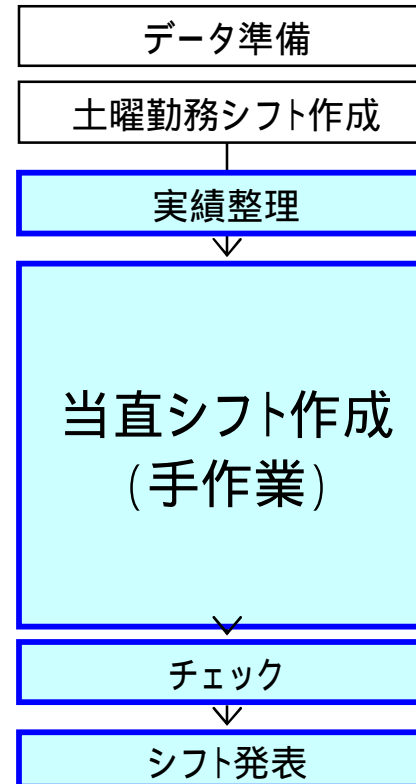 データ準備
土曜勤務シフト作成
実績整理
当直シフト作成
(手作業)
チェック
シフト発表